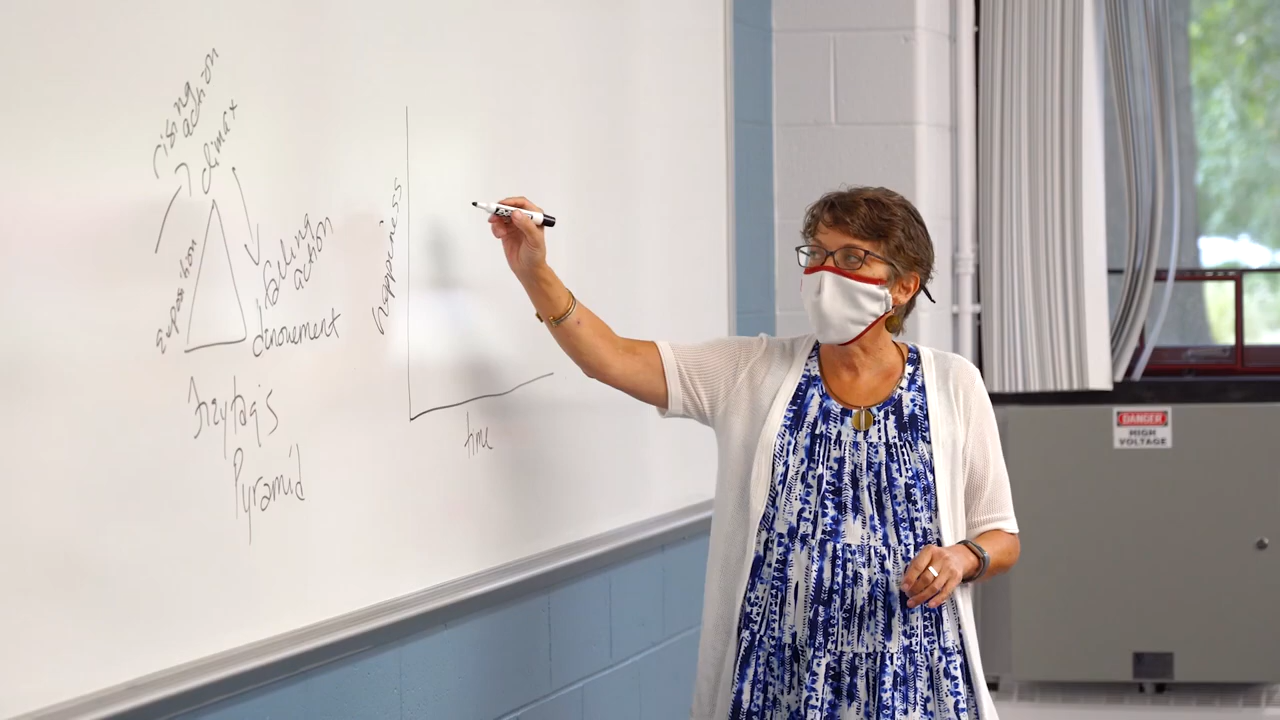 rising
action
climax
exposition
falling
action
denouement
freytag's
Pyramid
happiness
time
DANGER
HIGH
VOLTAGE